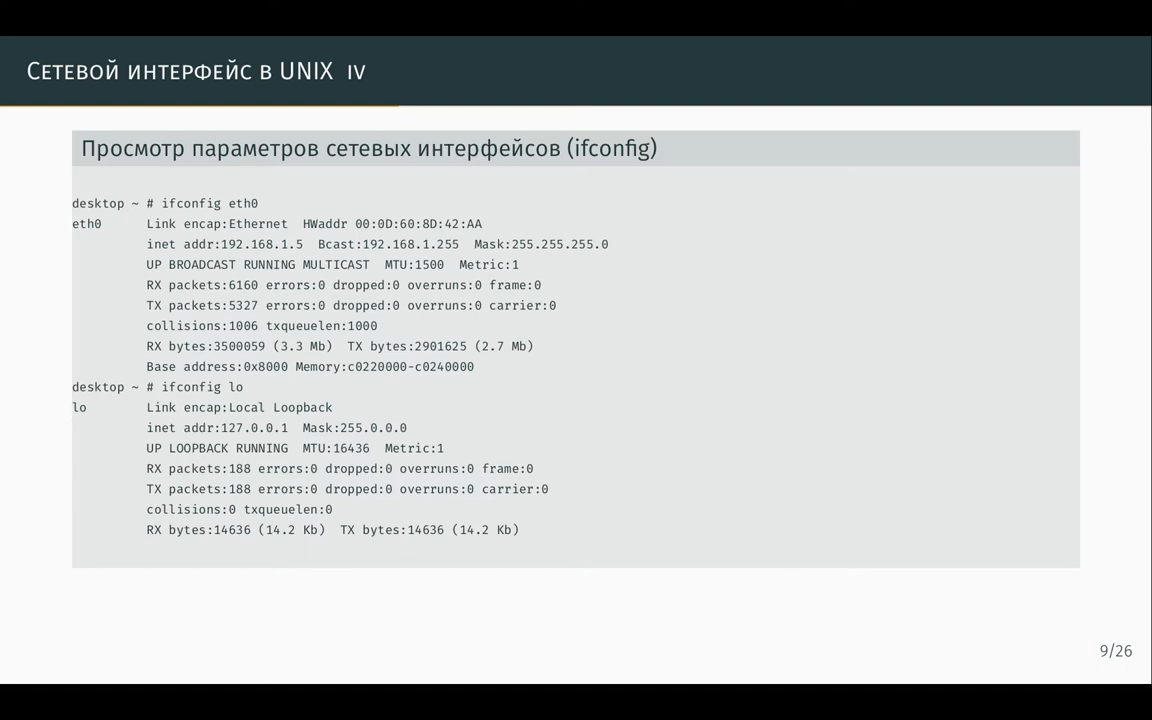 Сетевой интерфейс в UNIX IV
Просмотр параметров сетевых интерфейсов (ifconfig)
desktop ~ # ifconfig eth0
eth0 Link encap:Ethernet HWaddr 00:0D:60:8D:42:AA
inet addr:192.168.1.5 Bcast:192.168.1.255 Mask:255.255.255.0
UP BROADCAST RUNNING MULTICAST MTU:1500 Metric:1
RX packets:6160 errors:0 dropped:0 overruns:0 frame:0
TX packets:5327 errors:0 dropped:0 overruns:0 carrier:0
collisions:1006 txqueuelen:1000
RX bytes:3500059 (3.3 Mb) TX bytes:2901625 (2.7 Mb)
Base address:0x8000 Memory:c0220000-c0240000
desktop ~ # ifconfig lo
lo Link encap:Local Loopback
inet addr:127.0.0.1 Mask:255.0.0.0
UP LOOPBACK RUNNING MTU:16436 Metric:1
RX packets:188 errors:0 dropped:0 overruns:0 frame:0
TX packets:188 errors:0 dropped:0 overruns:0 carrier:0
collisions:0 txqueuelen:0
RX bytes:14636 (14.2 Kb) TX bytes:14636 (14.2 Kb)
9/26